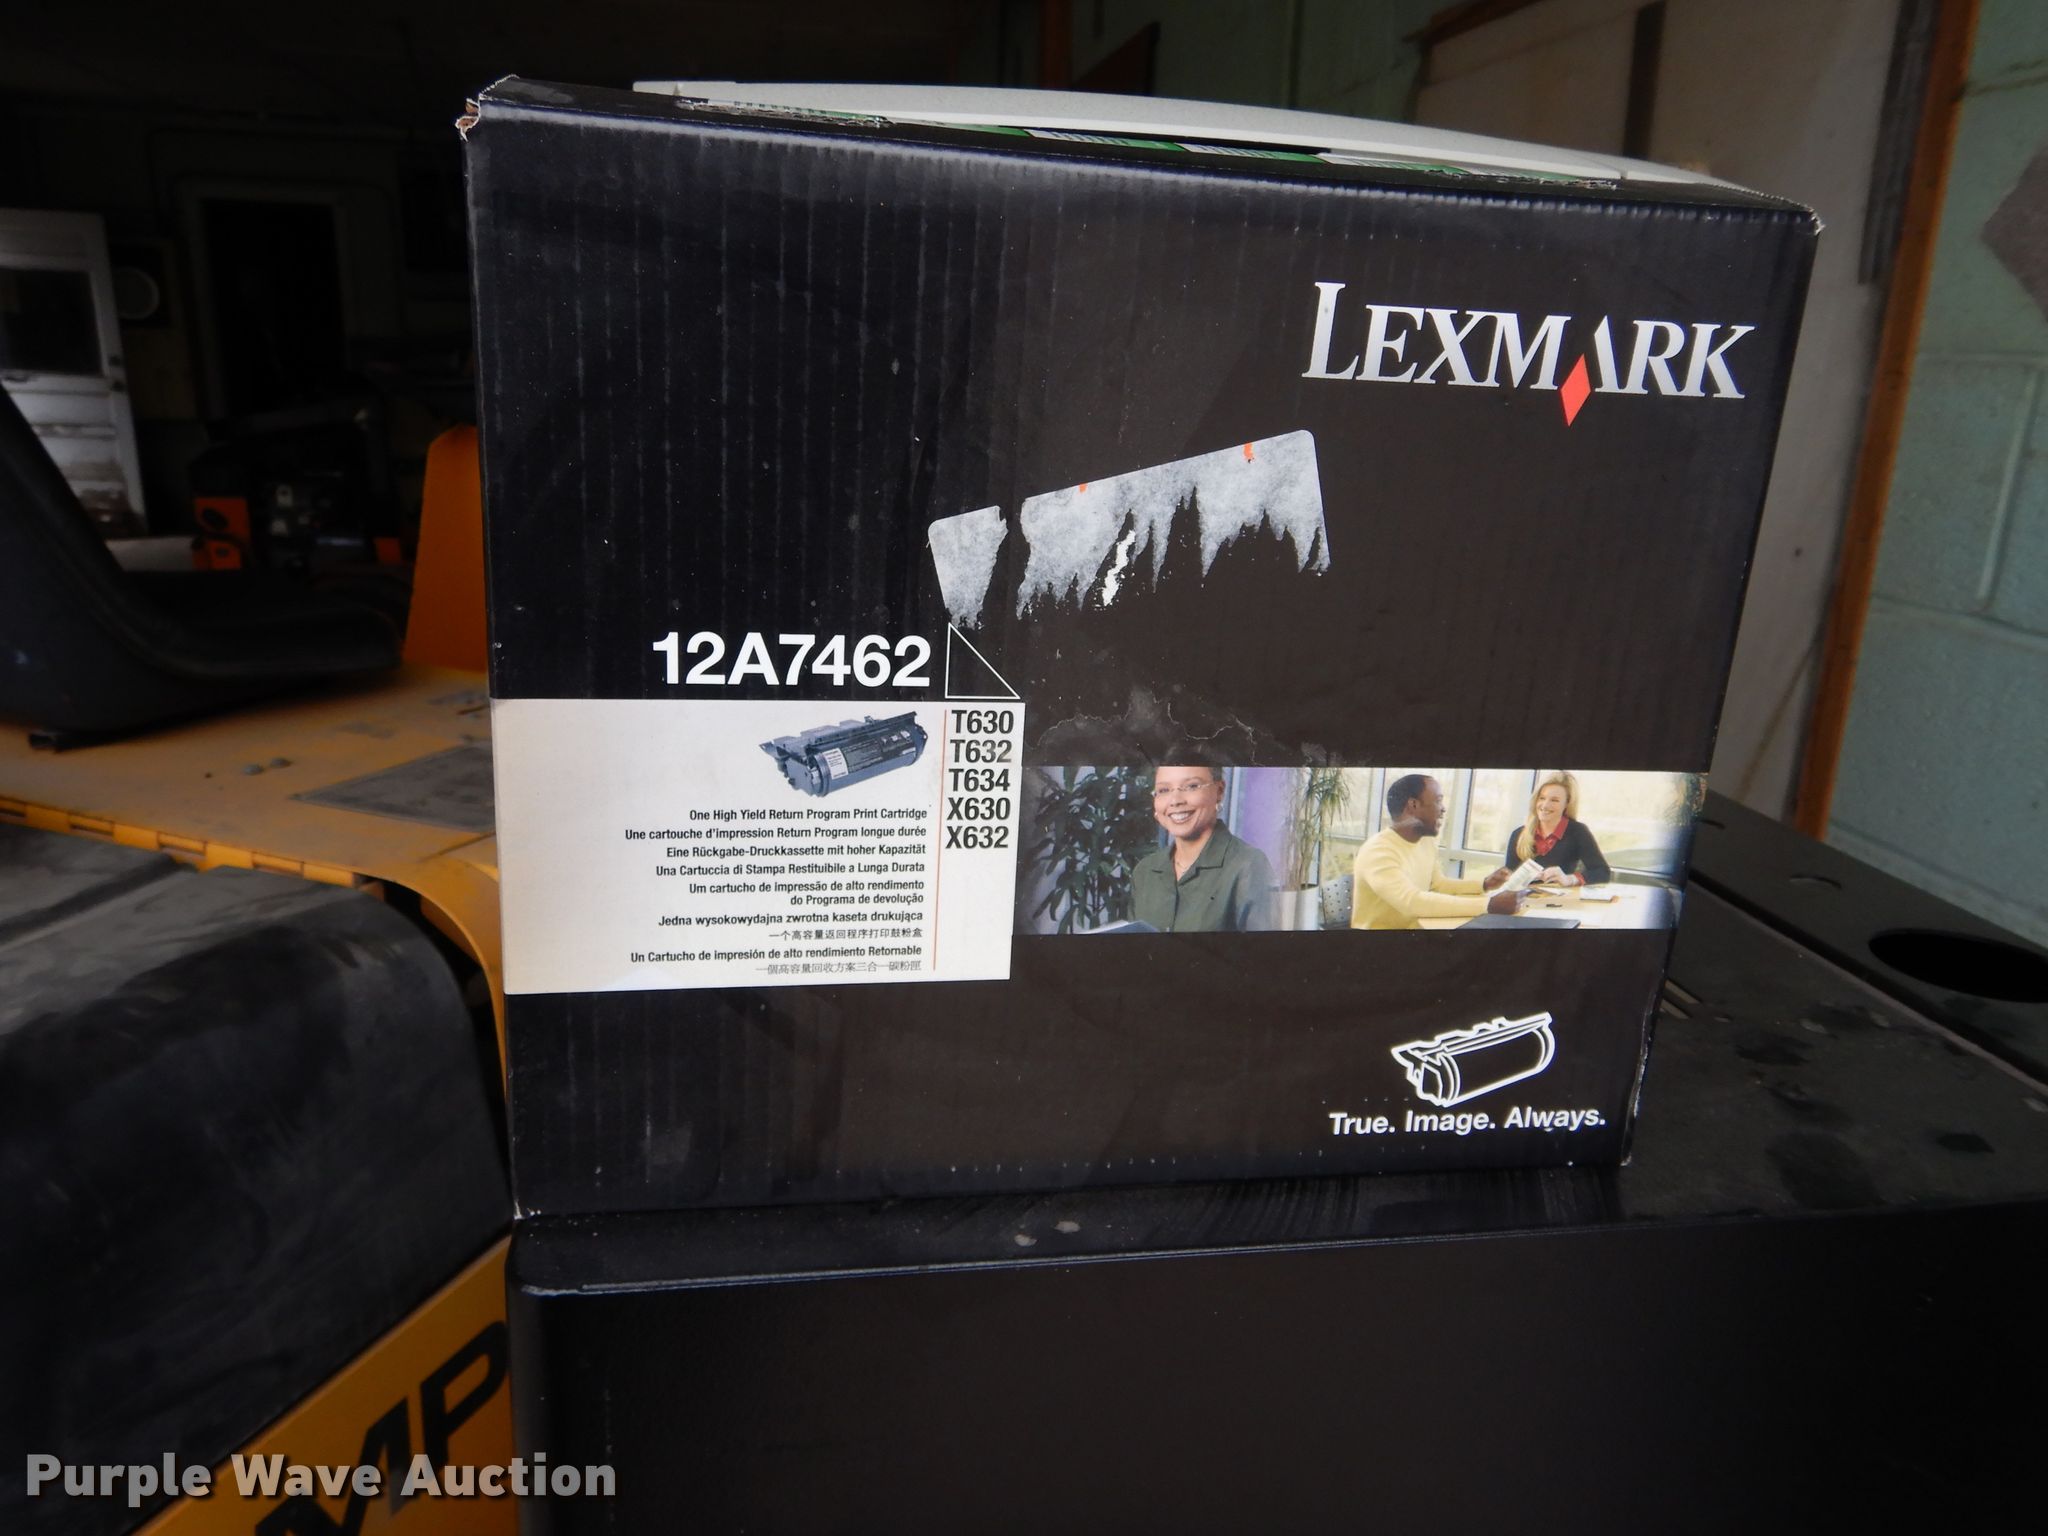 LEXMARK
12A7462
T630
T632
T634
X630
X632
One High Yield Return Program Print Cartridge
Une cartouche d'impression Return Program longue durée
Eine Rückgabe-Druckkassette mit hoher Kapazität
Una Cartuccia di Stampa Restituibile a Lunga Durata
Um cartucho de impressão de alto rendimento
do Programa de devolução
Jedna wysokowydajna zwrotna kaseta drukująca
一个高容量返回程序打印鼓粉盒
Un Cartucho de impresión de alto rendimiento Retornable
一個高容量回收方案三合一碳粉匣
True. Image. Always.
MP
Purple Wave Auction